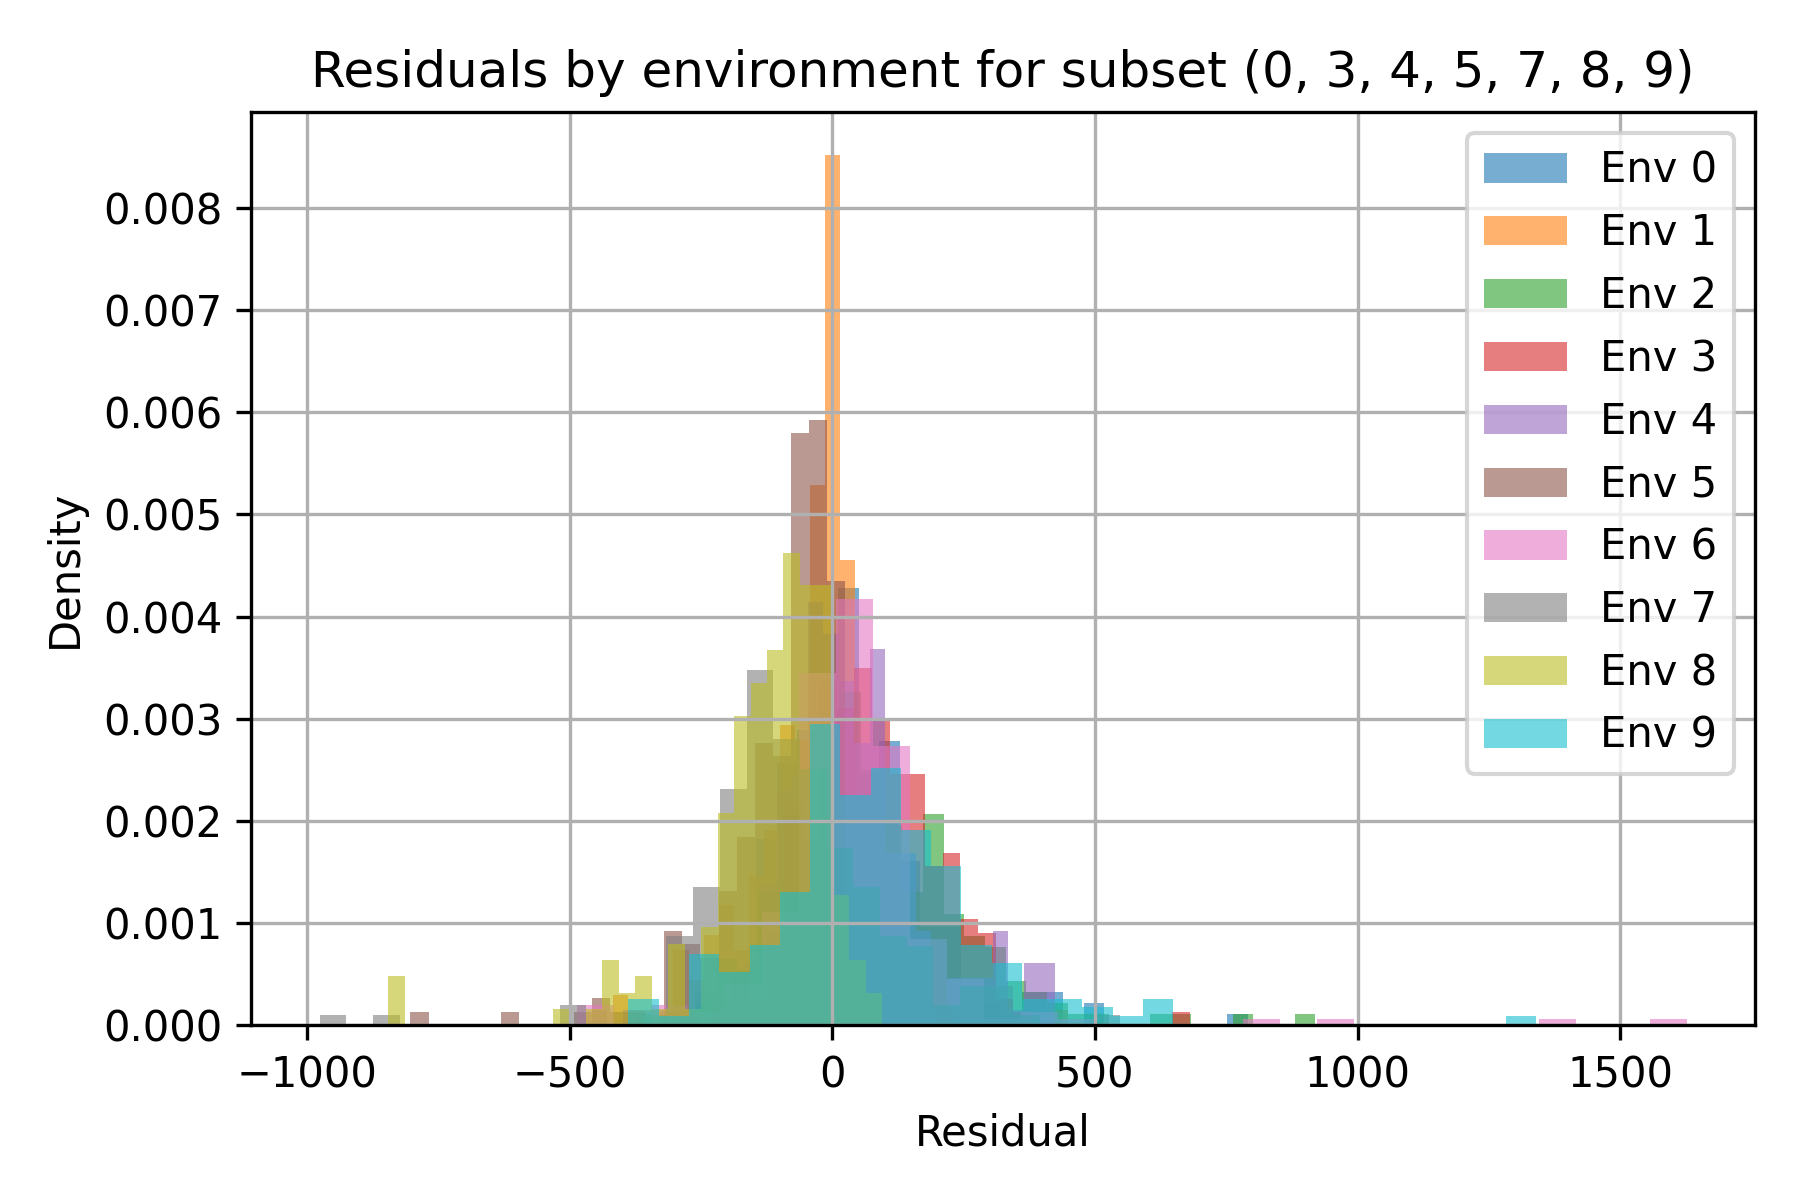 Residuals by environment for subset (0, 3, 4, 5, 7, 8, 9)
Env 0
Env 1
Env 2
Env 3
Env 4
Env 5
Env 6
Env 7
Env 8
Env 9
0.008
0.007
0.006
0.005
0.004
0.003
0.002
0.001
0.000
Density
−1000 −500 0 500 1000 1500
Residual